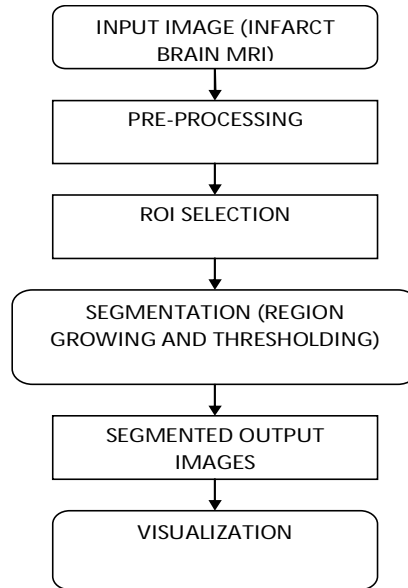 INPUT IMAGE (INFARCT
BRAIN MRI)
PRE-PROCESSING
ROI SELECTION
SEGMENTATION (REGION
GROWING AND THRESHOLDING)
SEGMENTED OUTPUT
IMAGES
VISUALIZATION